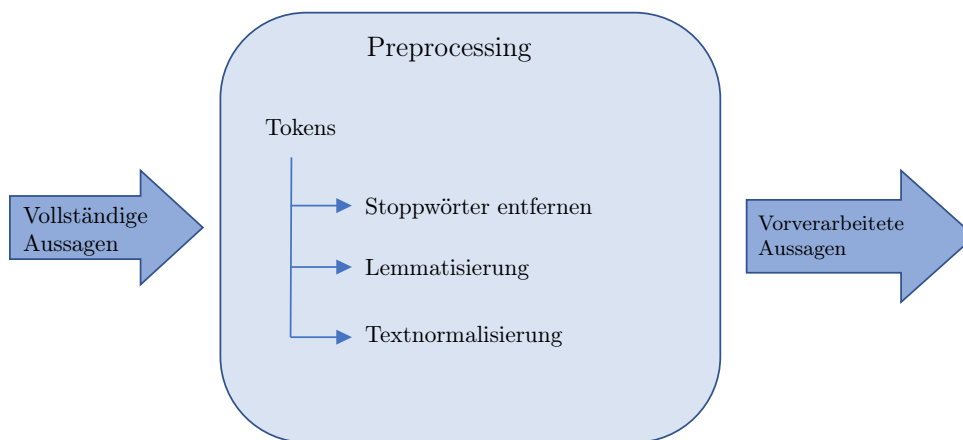 Preprocessing
Tokens
Vollständige
Aussagen
Stoppwörter entfernen
Lemmatisierung
Textnormalisierung
Vorverarbeitete
Aussagen